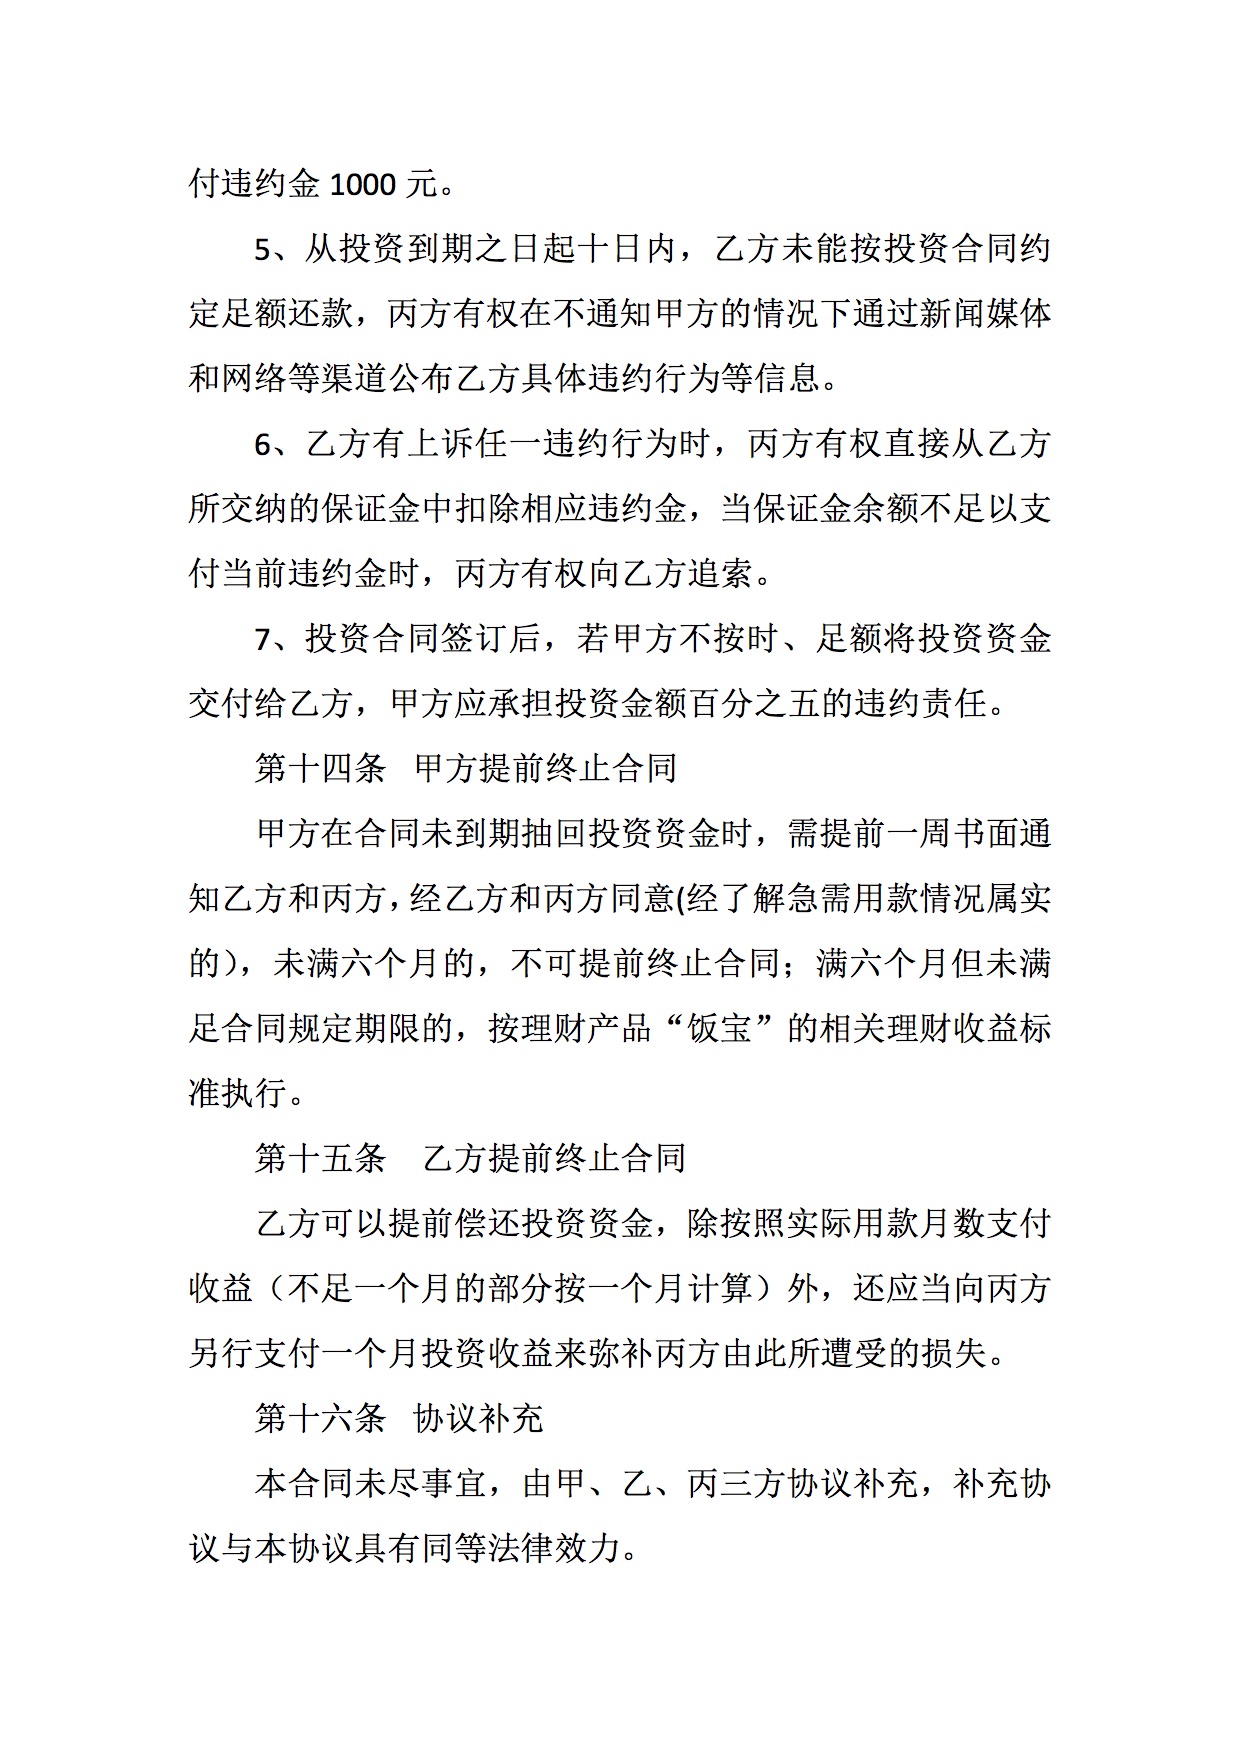 付违约金 1000 元。
5、从投资到期之日起十日内，乙方未能按投资合同约
定足额还款，丙方有权在不通知甲方的情况下通过新闻媒体
和网络等渠道公布乙方具体违约行为等信息。
6、乙方有上诉任一违约行为时，丙方有权直接从乙方
所交纳的保证金中扣除相应违约金，当保证金余额不足以支
付当前违约金时，丙方有权向乙方追索。
7、投资合同签订后，若甲方不按时、足额将投资资金
交付给乙方，甲方应承担投资金额百分之五的违约责任。
第十四条 甲方提前终止合同
甲方在合同未到期抽回投资资金时，需提前一周书面通
知乙方和丙方，经乙方和丙方同意(经了解急需用款情况属实
的），未满六个月的，不可提前终止合同；满六个月但未满
足合同规定期限的，按理财产品“饭宝”的相关理财收益标
准执行。
第十五条 乙方提前终止合同
乙方可以提前偿还投资资金，除按照实际用款月数支付
收益（不足一个月的部分按一个月计算）外，还应当向丙方
另行支付一个月投资收益来弥补丙方由此所遭受的损失。
第十六条 协议补充
本合同未尽事宜，由甲、乙、丙三方协议补充，补充协
议与本协议具有同等法律效力。